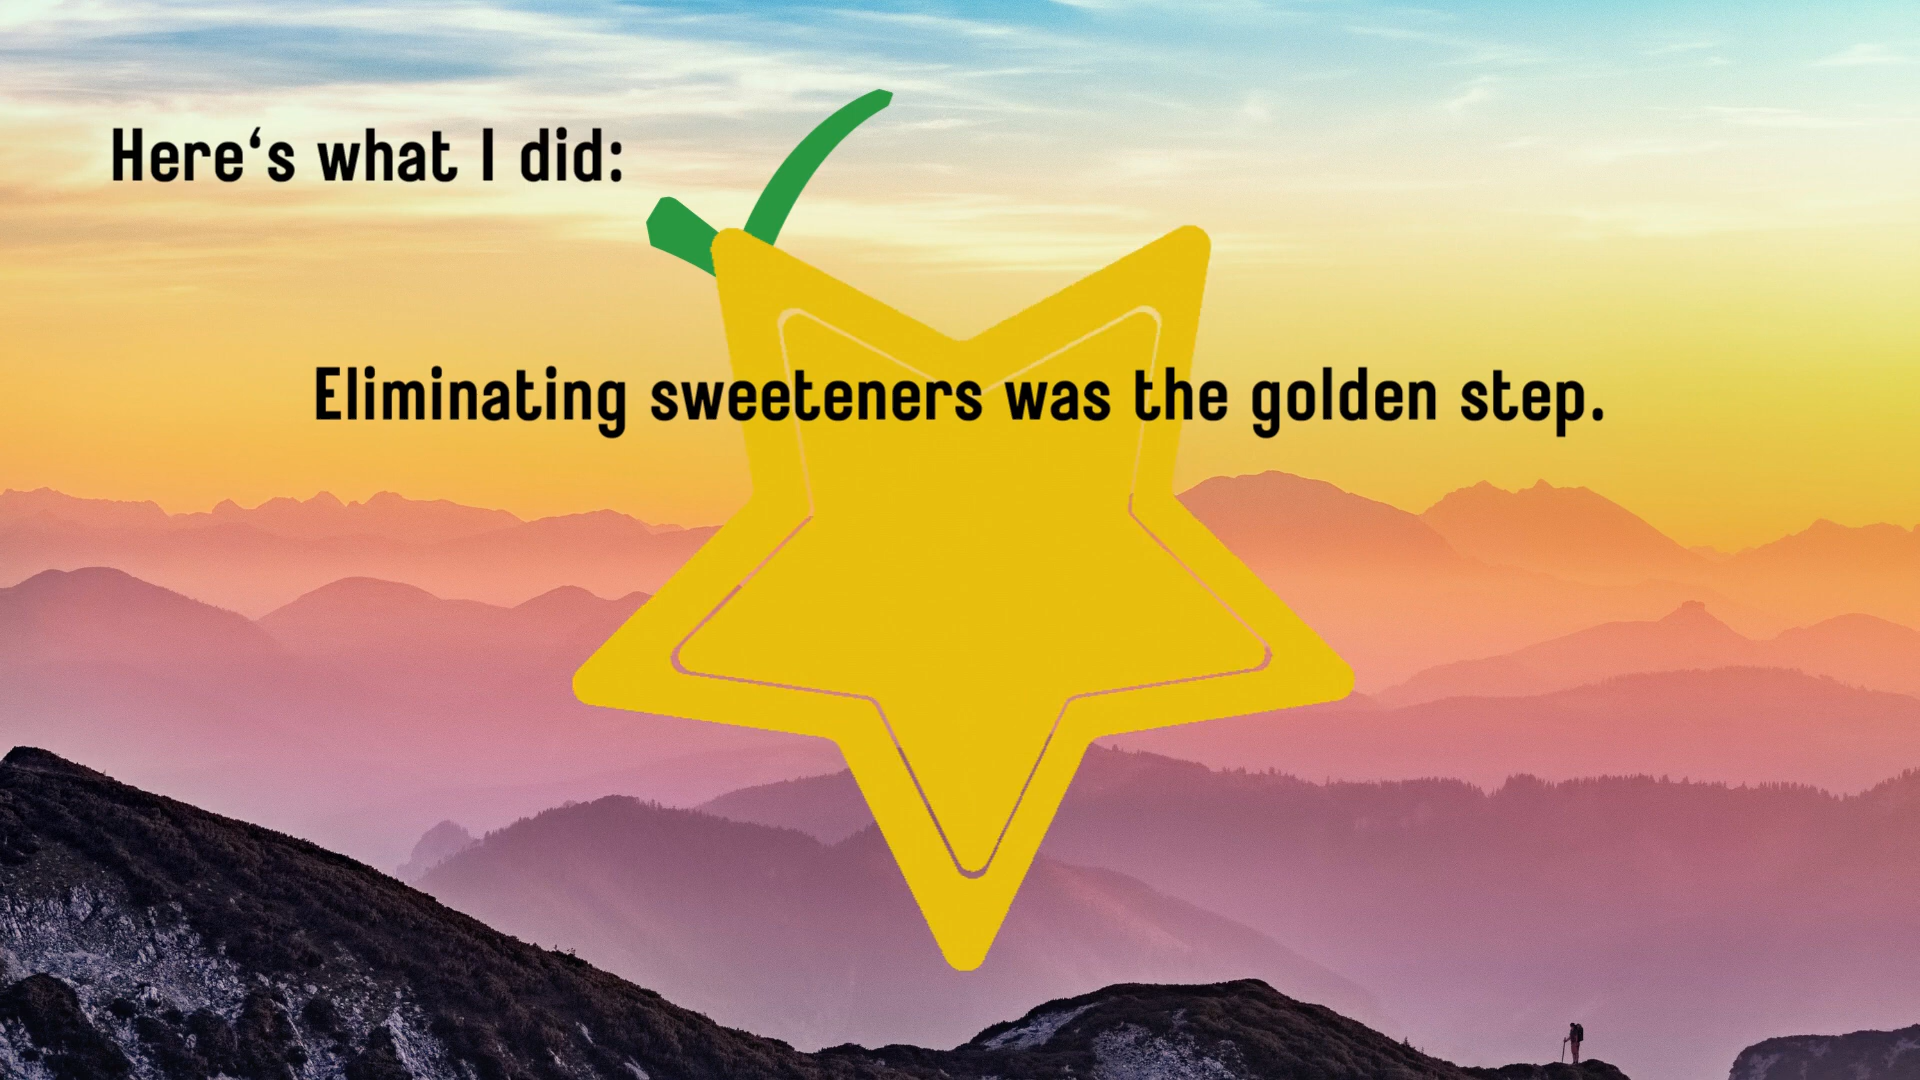 Here‘s what I did:
Eliminating sweeteners was the golden step.